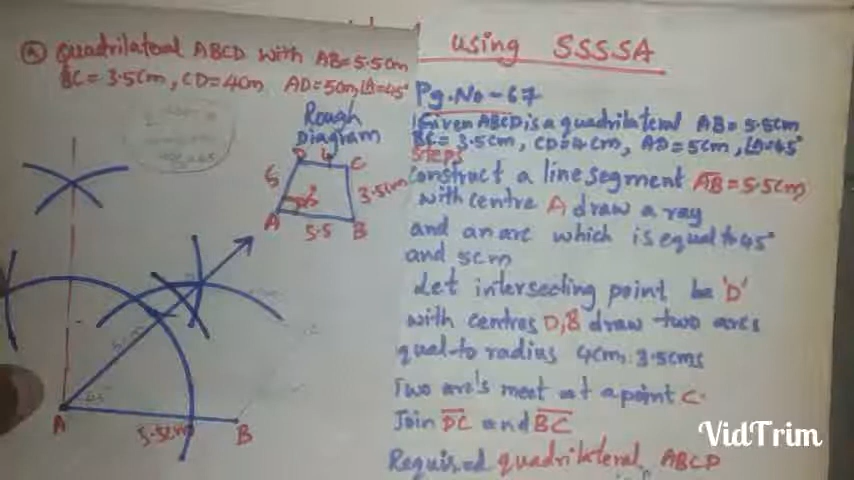 (a) quadrilateral ABCD with AB=5.5cm
BC=3.5cm, CD=4cm AD=5cm, ∠A=45°
using SSSSA
Pg.No-67
Given ABCD is a quadrilateral AB=5.5cm
BC=3.5cm, CD=4cm, AD=5cm, ∠A=45°
Steps
Construct a line segment AB=5.5cm
with centre A draw a ray
and an arc which is equal to 45°
and 5cm
Let intersecting point be 'D'
with centres D,B draw two arcs
qual to radius 4cm, 3.5cms
Two arc's meet at a point C.
Join DC and BC
Required quadrilateral ABCD
Rough
Diagram
D 4 C
5
3.5cm
A
5.5 B
5cm
45
A
5.5cm B
VidTrim